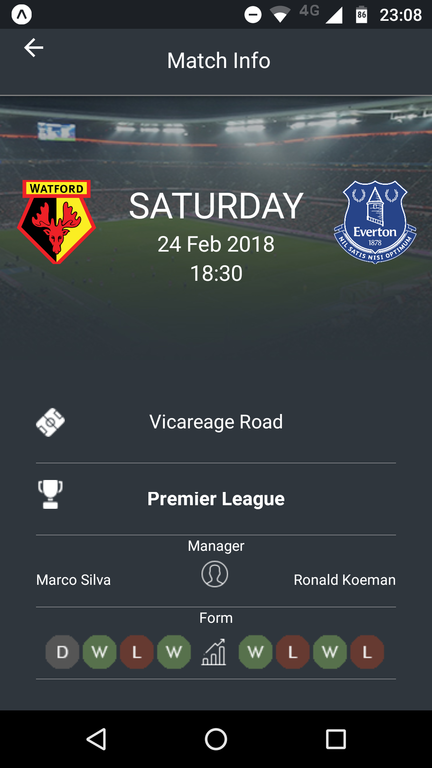 4G 86 23:08
Match Info
WATFORD
SATURDAY
24 Feb 2018
18:30
Everton
1878
NIL SATIS NISI OPTIMUM
Vicareage Road
Premier League
Manager
Marco Silva
Ronald Koeman
Form
D W L W W L W L